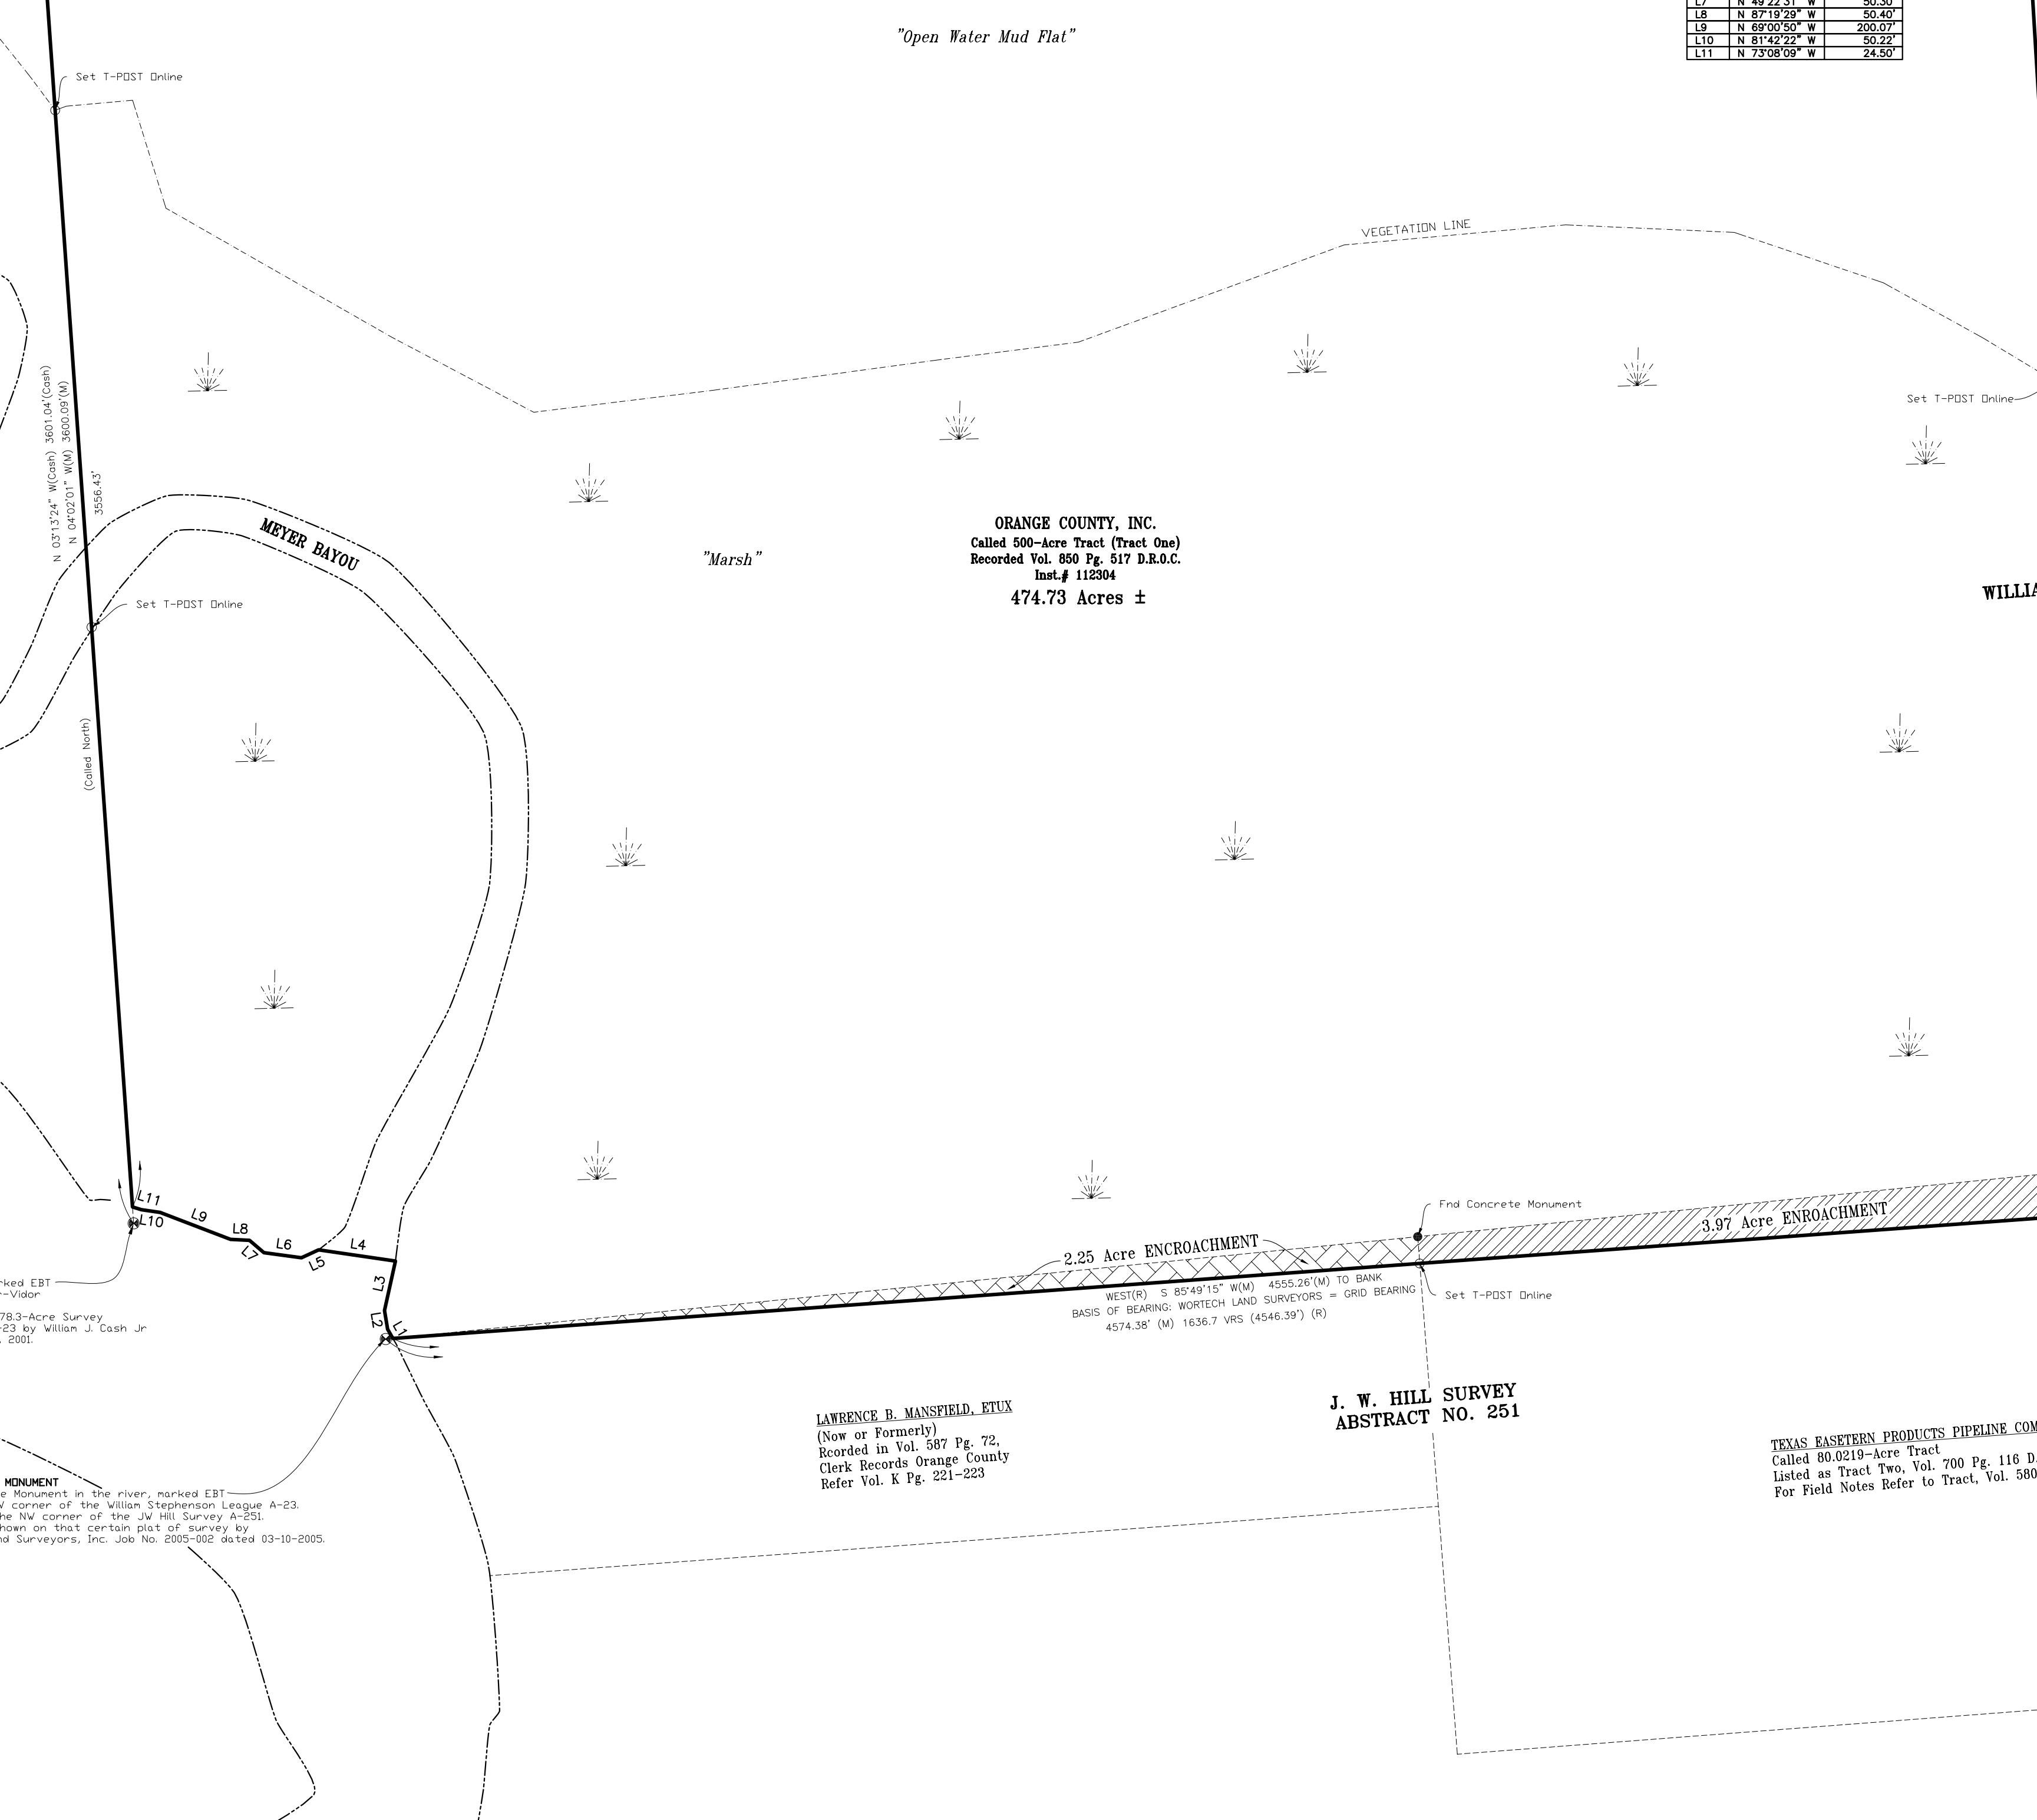 "Open Water Mud Flat"
L7 N 49°22'31" W 50.30'
L8 N 87°19'29" W 50.40'
L9 N 69°00'50" W 200.07'
L10 N 81°42'22" W 50.22'
L11 N 73°08'09" W 24.50'
Set T-POST Online
VEGETATION LINE
Set T-POST Online
N 03°13'24" W(Cash) 3601.04'(Cash)
N 04°02'01" W(M) 3600.09'(M)
3556.43'
MEYER BAYOU
"Marsh"
ORANGE COUNTY, INC.
Called 500-Acre Tract (Tract One)
Recorded Vol. 850 Pg. 517 D.R.O.C.
Inst.# 112304
474.73 Acres ±
WILLIA
Set T-POST Online
(Called North)
L11
L10
L9
L8
L7
L6
L5
L4
L3
L2
L1
Fnd Concrete Monument
3.97 Acre ENROACHMENT
2.25 Acre ENCROACHMENT
WEST(R) S 85°49'15" W(M) 4555.26'(M) TO BANK
BASIS OF BEARING: WORTECH LAND SURVEYORS = GRID BEARING
4574.38' (M) 1636.7 VRS (4546.39') (R)
Set T-POST Online
rked EBT
r-Vidor
78.3-Acre Survey
-23 by William J. Cash Jr
, 2001.
J. W. HILL SURVEY
ABSTRACT NO. 251
LAWRENCE B. MANSFIELD, ETUX
(Now or Formerly)
Rcorded in Vol. 587 Pg. 72,
Clerk Records Orange County
Refer Vol. K Pg. 221-223
TEXAS EASETERN PRODUCTS PIPELINE COM
Called 80.0219-Acre Tract
Listed as Tract Two, Vol. 700 Pg. 116 D.
For Field Notes Refer to Tract, Vol. 580
MONUMENT
e Monument in the river, marked EBT
W corner of the William Stephenson League A-23.
he NW corner of the JW Hill Survey A-251.
hown on that certain plat of survey by
nd Surveyors, Inc. Job No. 2005-002 dated 03-10-2005.